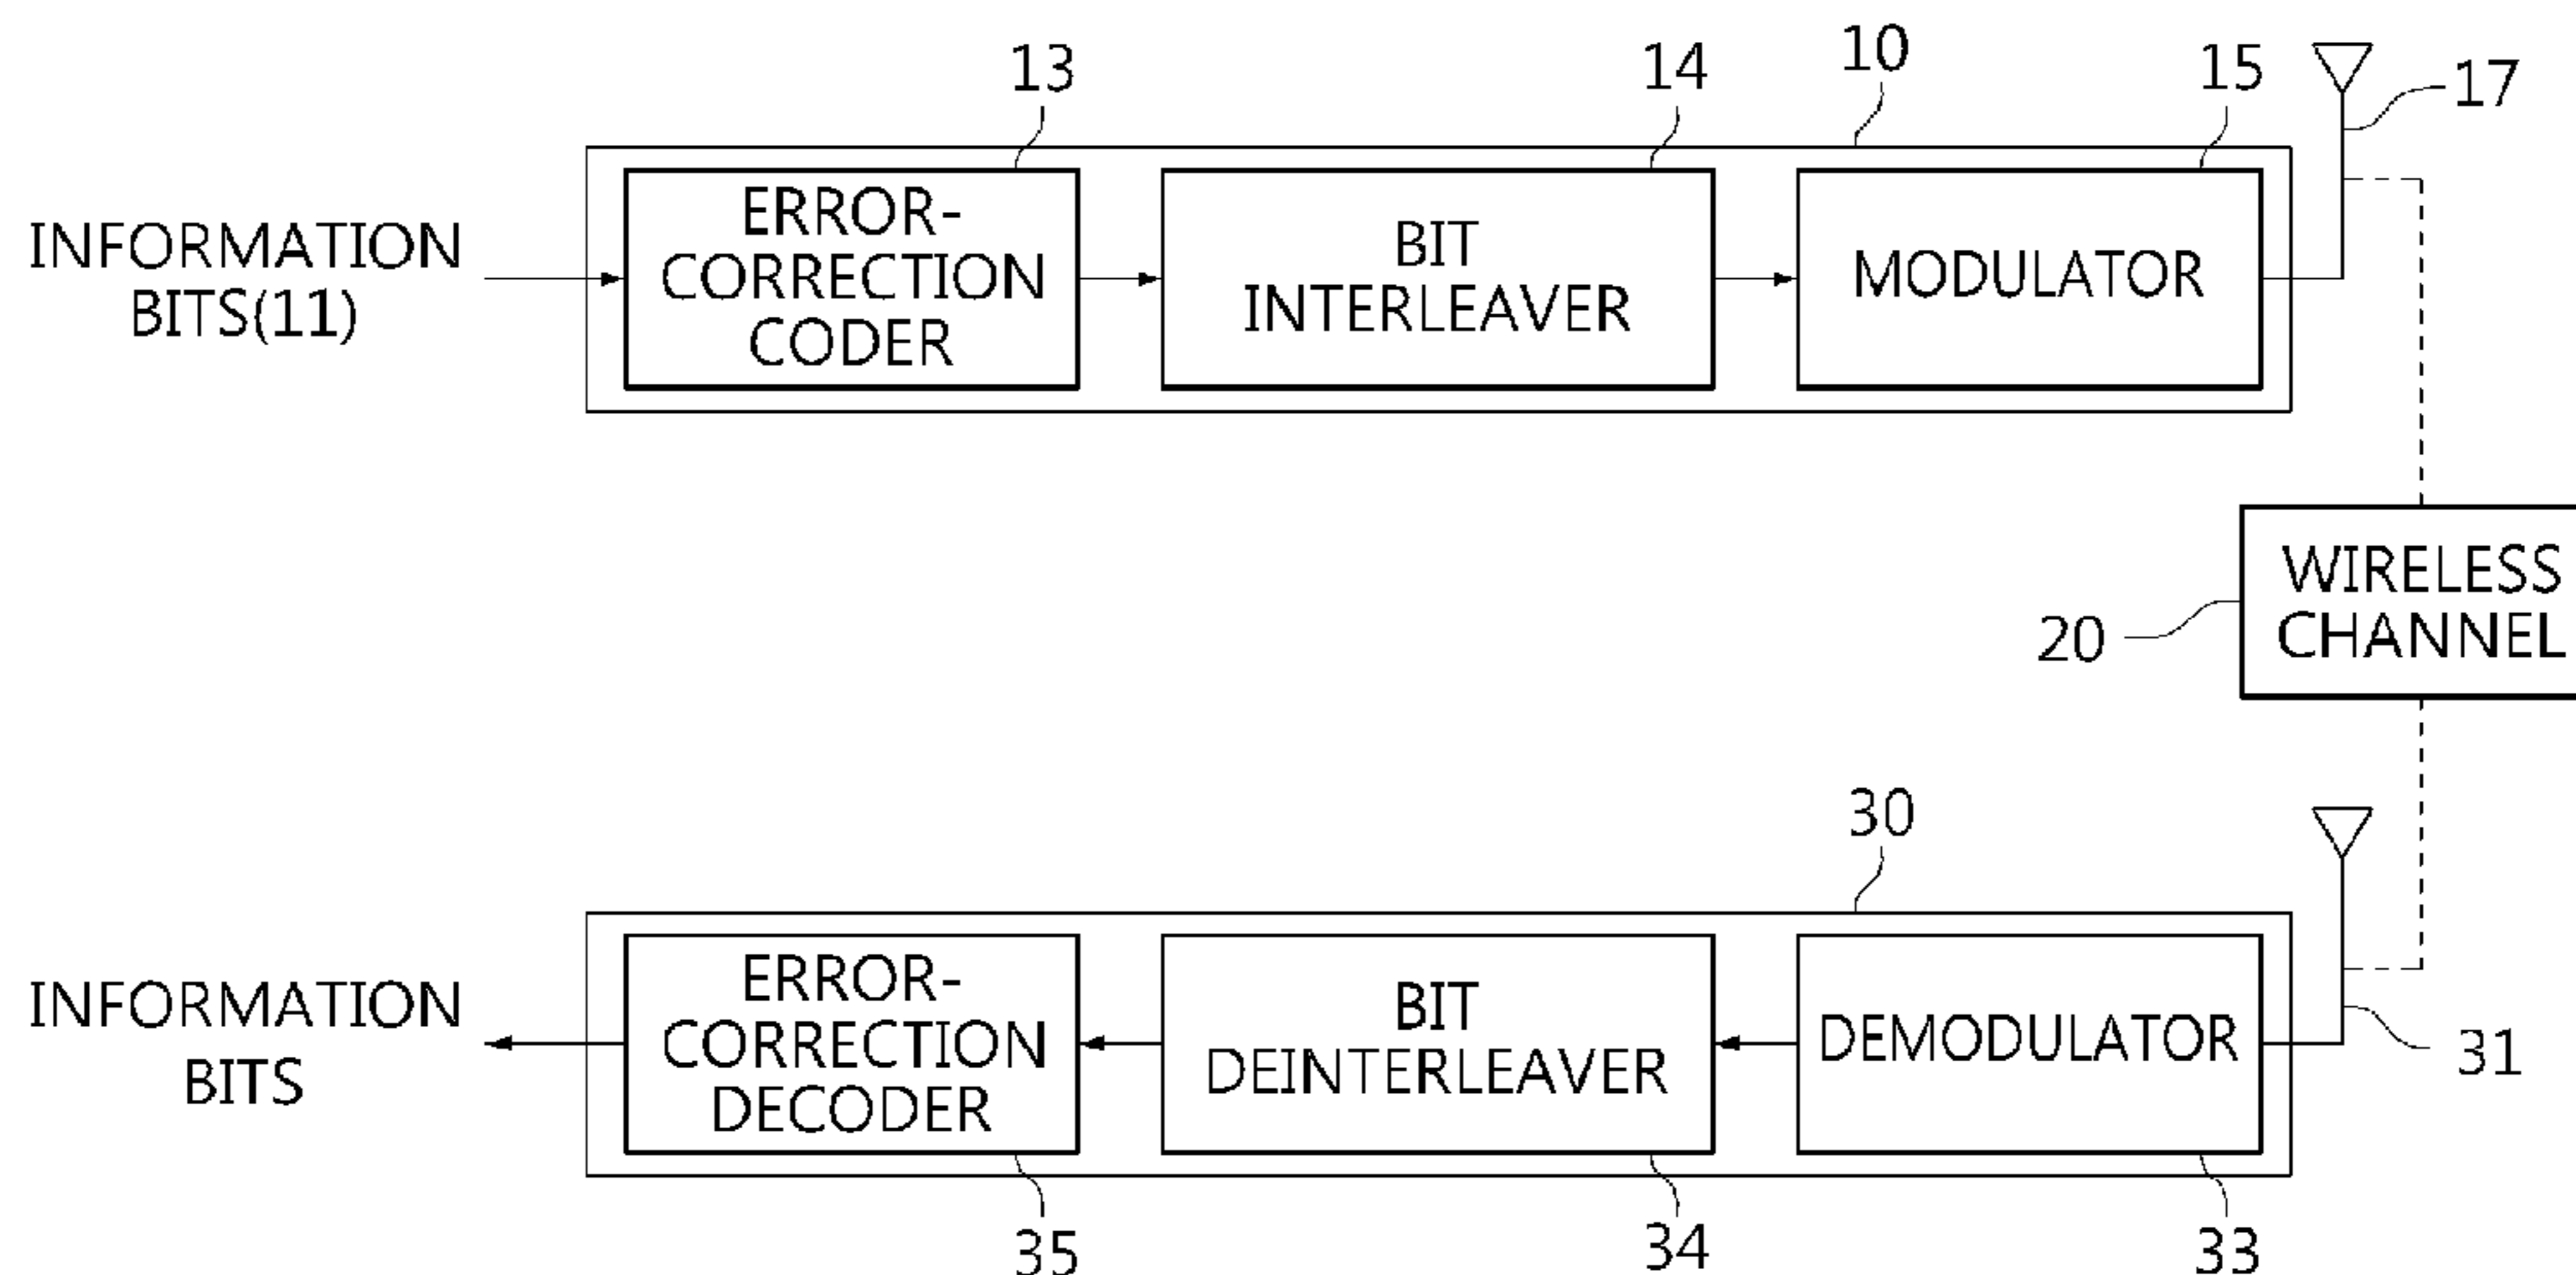 13
14
10
15
17
INFORMATION
BITS(11)
ERROR-
CORRECTION
CODER
BIT
INTERLEAVER
MODULATOR
WIRELESS
CHANNEL
20
30
INFORMATION
BITS
ERROR-
CORRECTION
DECODER
BIT
DEINTERLEAVER
DEMODULATOR
31
35
34
33